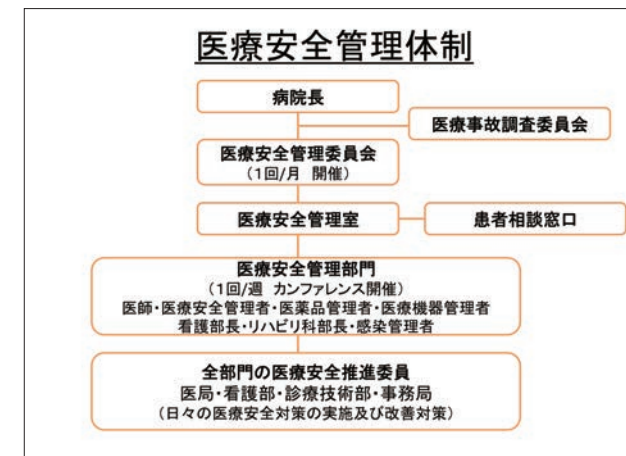 医療安全管理体制
病院長
医療事故調査委員会
医療安全管理委員会
（1回/月　開催）
医療安全管理室
患者相談窓口
医療安全管理部門
（1回/週　カンファレンス開催）
医師・医療安全管理者・医薬品管理者・医療機器管理者
看護部長・リハビリ科部長・感染管理者
全部門の医療安全推進委員
医局・看護部・診療技術部・事務局
（日々の医療安全対策の実施及び改善対策）